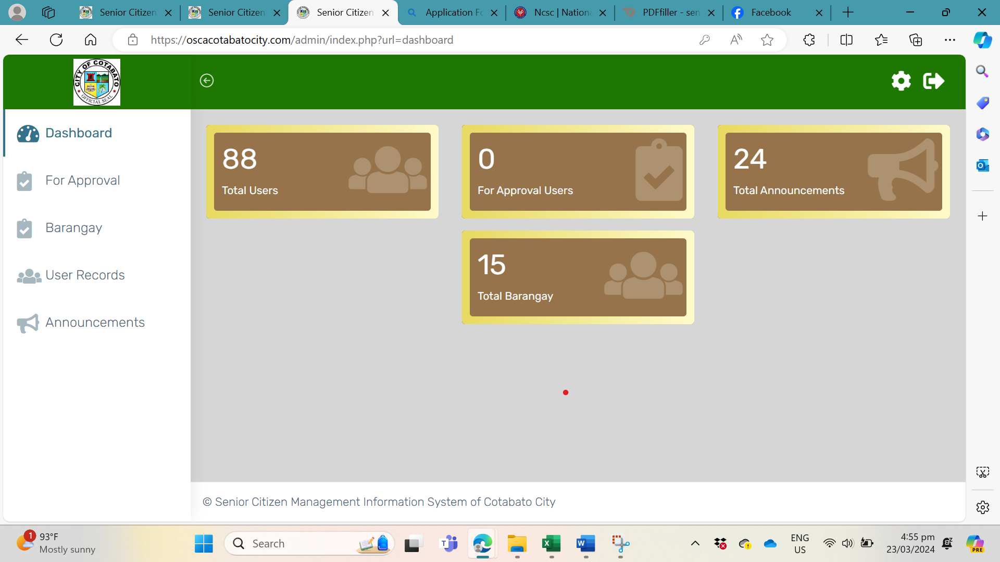 Senior Citizen
Senior Citizen
Senior Citizen
Application Fo
Ncsc | Nationa
PDFfiller - sen
Facebook
https://oscacotabatocity.com/admin/index.php?url=dashboard
CITY OF COTABATO
OFFICIAL SEAL
Dashboard
For Approval
Barangay
User Records
Announcements
88
Total Users
0
For Approval Users
24
Total Announcements
15
Total Barangay
© Senior Citizen Management Information System of Cotabato City
1
93°F
Mostly sunny
Search
ENG
US
4:55 pm
23/03/2024
PRE